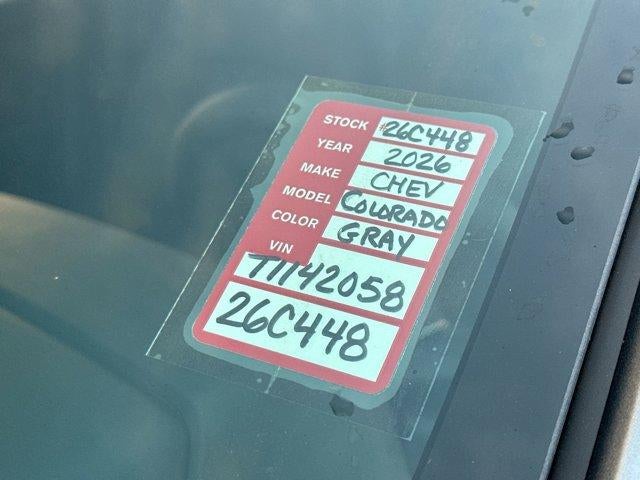 STOCK #26C448
YEAR 2026
MAKE CHEV
MODEL COLORADO
COLOR GRAY
VIN
T1142058
26C448